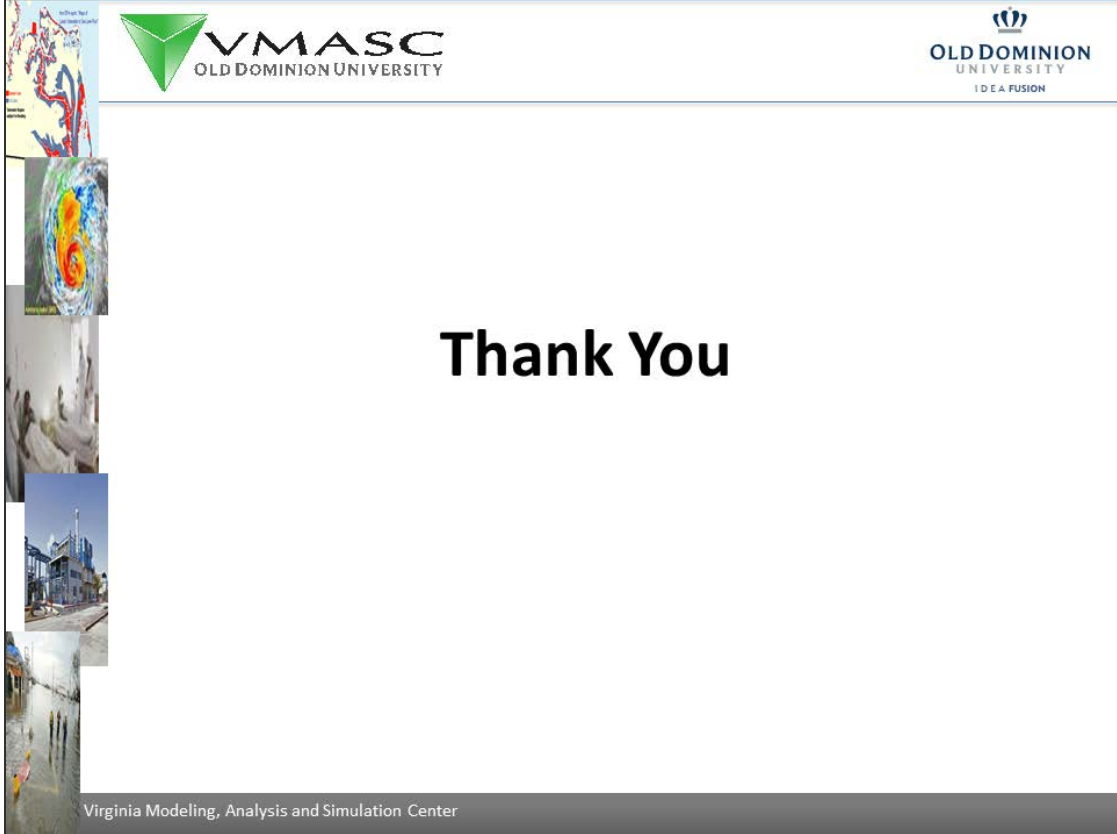 VMASC
OLD DOMINION UNIVERSITY
OLD DOMINION
UNIVERSITY
IDEA FUSION
Thank You
Virginia Modeling, Analysis and Simulation Center